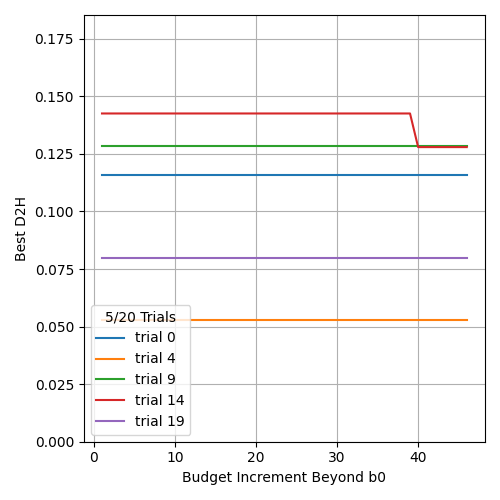 0.175
0.150
0.125
0.100
0.075
0.050
0.025
0.000
Best D2H
5/20 Trials
trial 0
trial 4
trial 9
trial 14
trial 19
0 10 20 30 40
Budget Increment Beyond b0